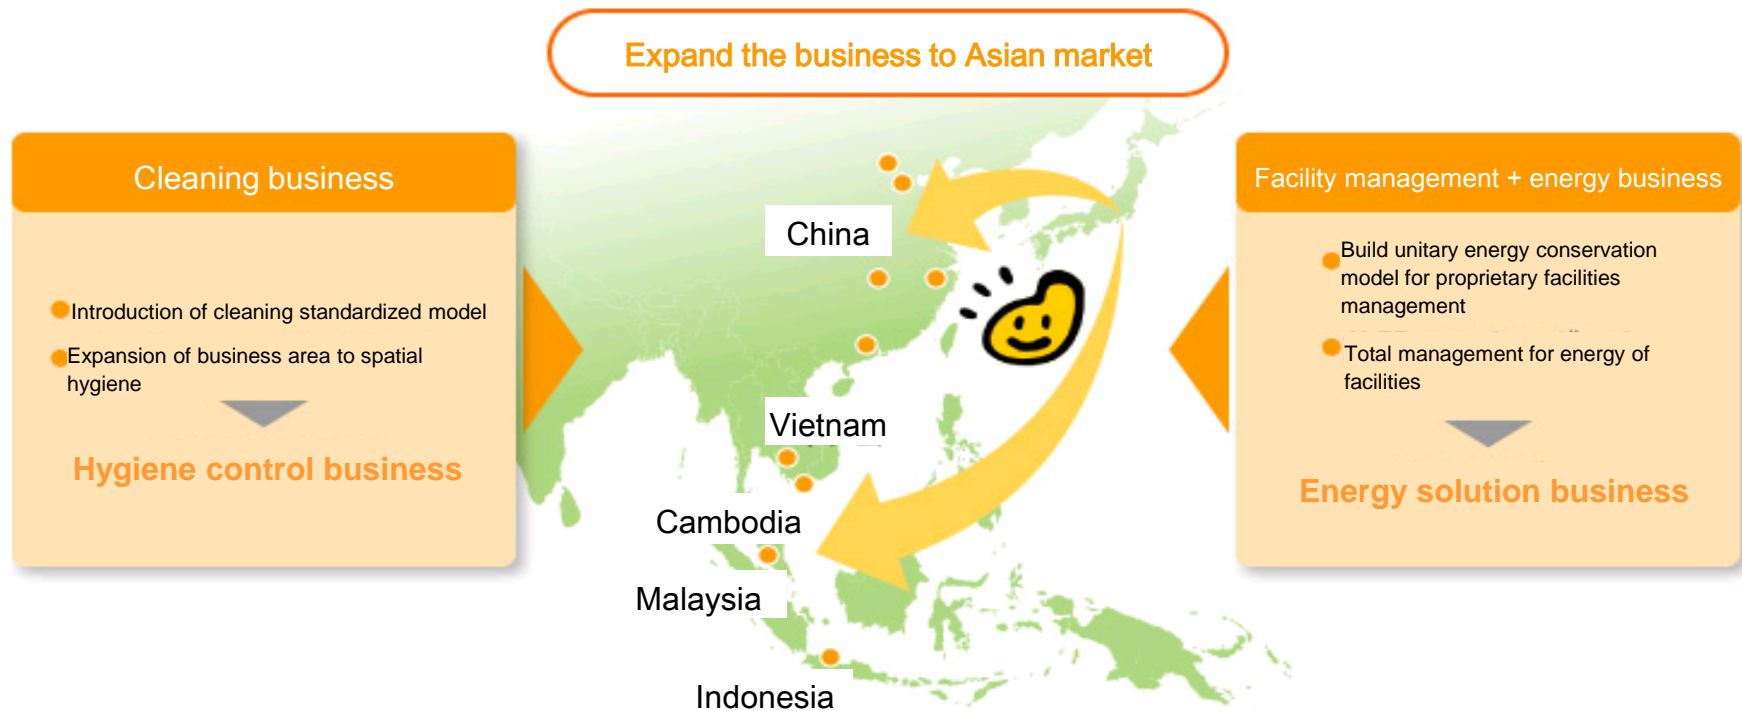 Expand the business to Asian market
Cleaning business
Introduction of cleaning standardized model
Expansion of business area to spatial
hygiene
Hygiene control business
China
Vietnam
Cambodia
Malaysia
Indonesia
Facility management + energy business
Build unitary energy conservation
model for proprietary facilities
management
Total management for energy of
facilities
Energy solution business